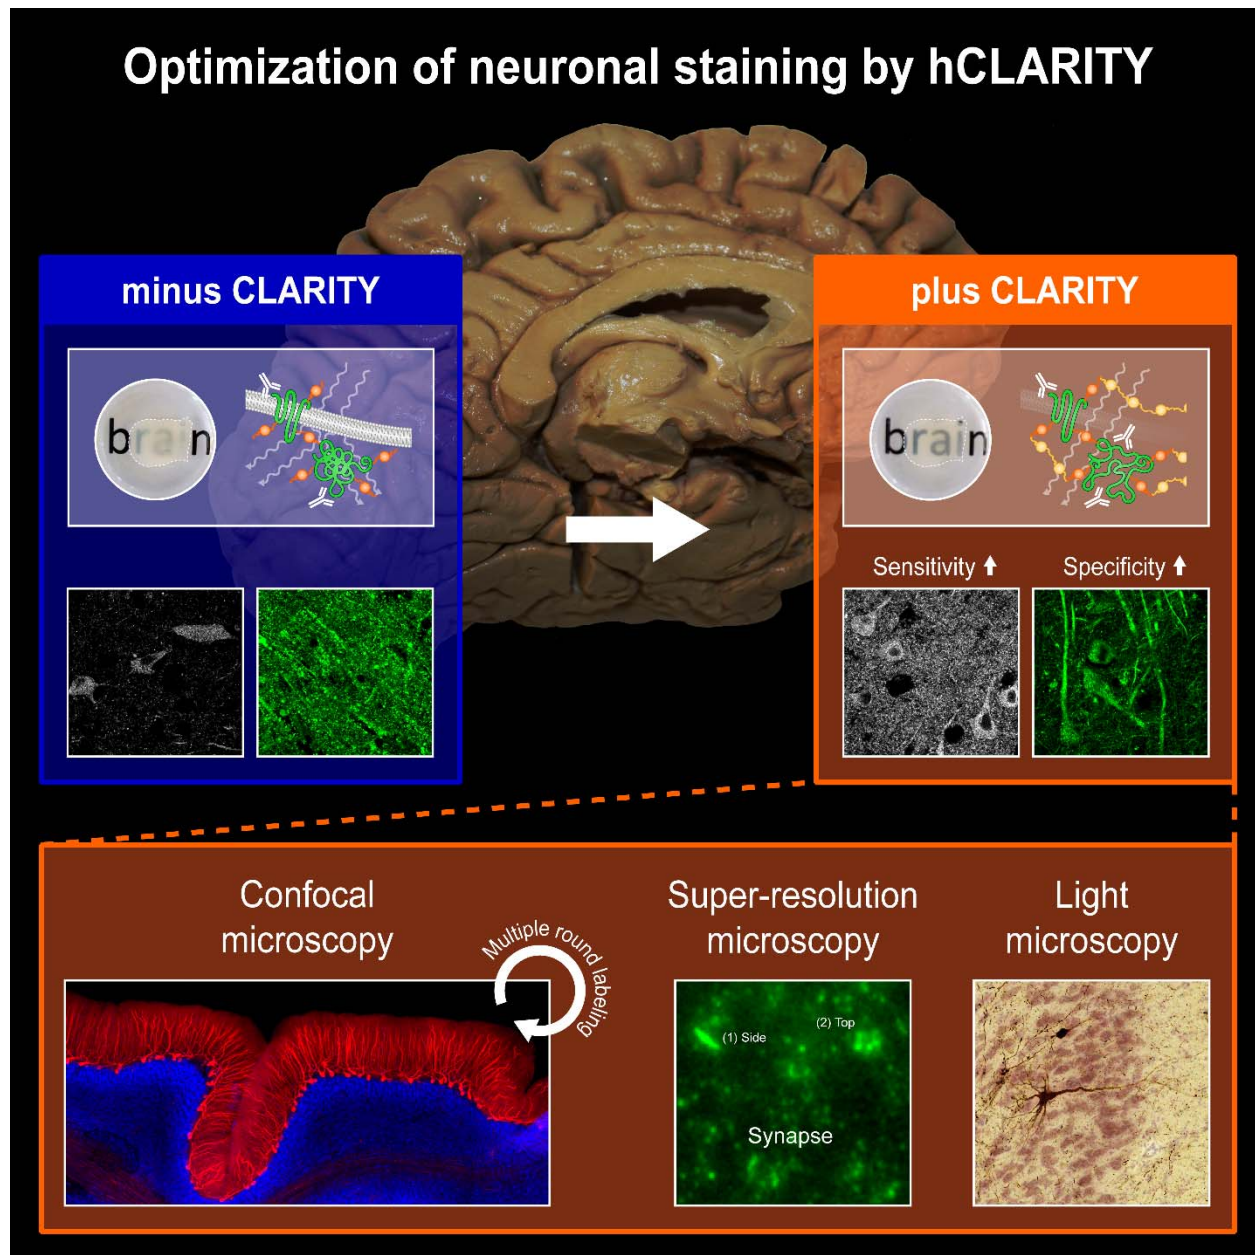 Optimization of neuronal staining by hCLARITY
minus CLARITY
brain
plus CLARITY
brain
Sensitivity ⬆
Specificity ⬆
Confocal
microscopy
Multiple round labeling
Super-resolution
microscopy
(1) Side
(2) Top
Synapse
Light
microscopy